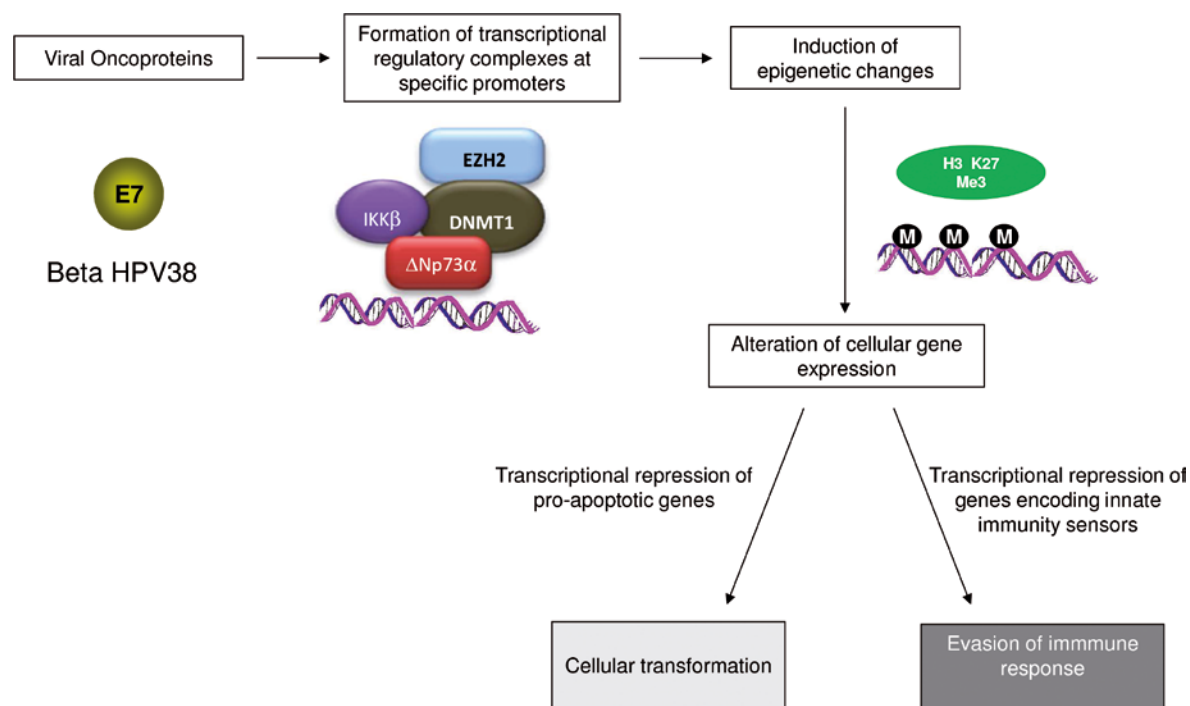 Viral Oncoproteins
Formation of transcriptional
regulatory complexes at
specific promoters
Induction of
epigenetic changes
E7
Beta HPV38
EZH2
IKKβ
DNMT1
ΔNp73α
H3 K27
Me3
M M M
Alteration of cellular gene
expression
Transcriptional repression of
pro-apoptotic genes
Transcriptional repression of
genes encoding innate
immunity sensors
Cellular transformation
Evasion of immmune
response